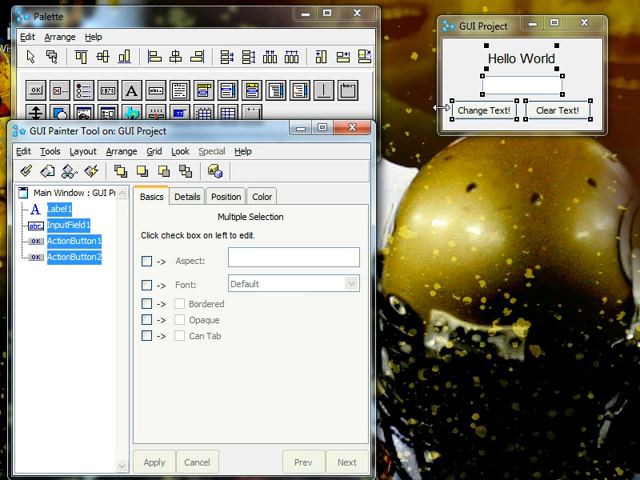 Palette
Edit Arrange Help
GUI Painter Tool on: GUI Project
Edit Tools Layout Arrange Grid Look Special Help
Main Window : GUI Pr
Label1
InputField1
ActionButton1
ActionButton2
Basics Details Position Color
Multiple Selection
Click check box on left to edit.
-> Aspect:
-> Font: Default
-> Bordered
-> Opaque
-> Can Tab
Apply Cancel Prev Next
GUI Project
Hello World
Change Text! Clear Text!